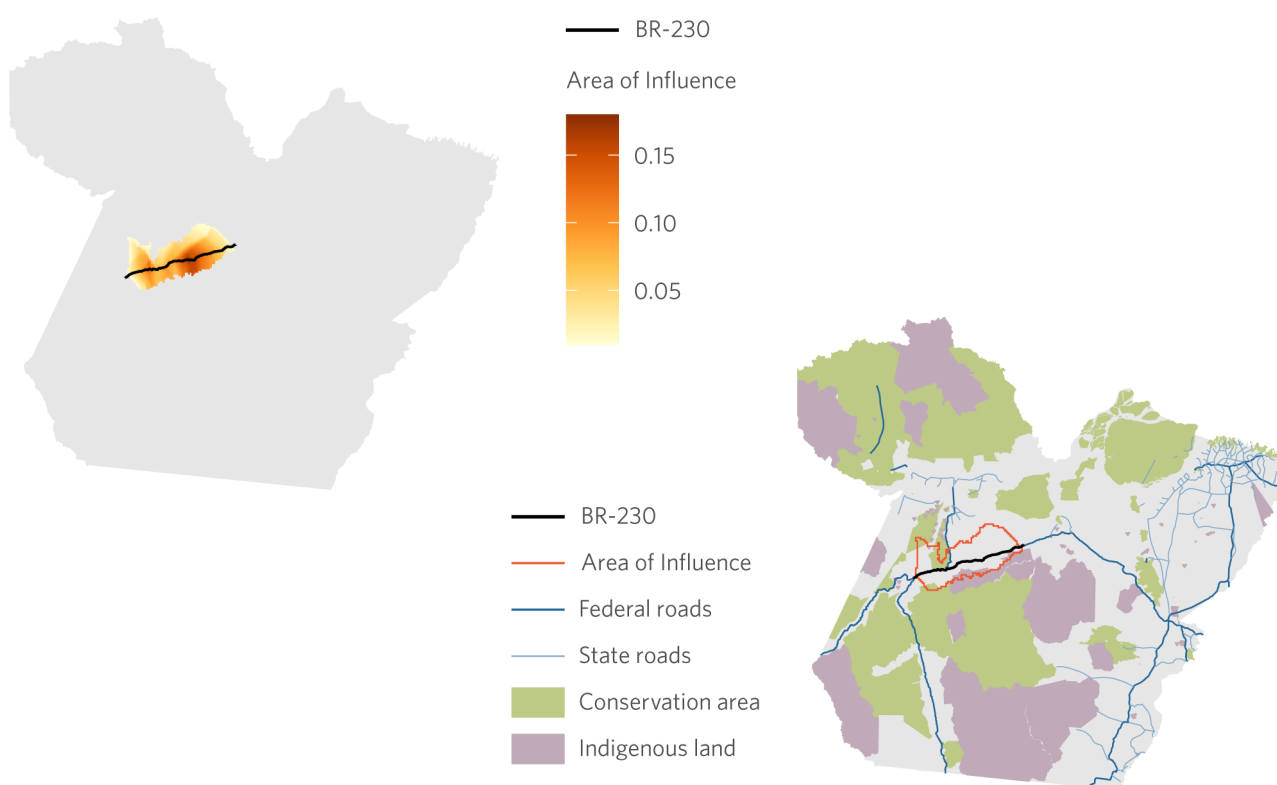 BR-230
Area of Influence
0.15
0.10
0.05
BR-230
Area of Influence
Federal roads
State roads
Conservation area
Indigenous land